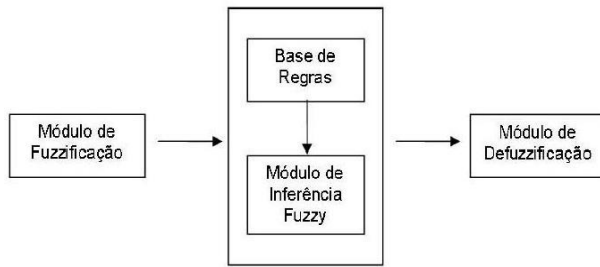 Módulo de
Fuzzificação
Base de
Regras
Módulo de
Inferência
Fuzzy
Módulo de
Defuzzificação